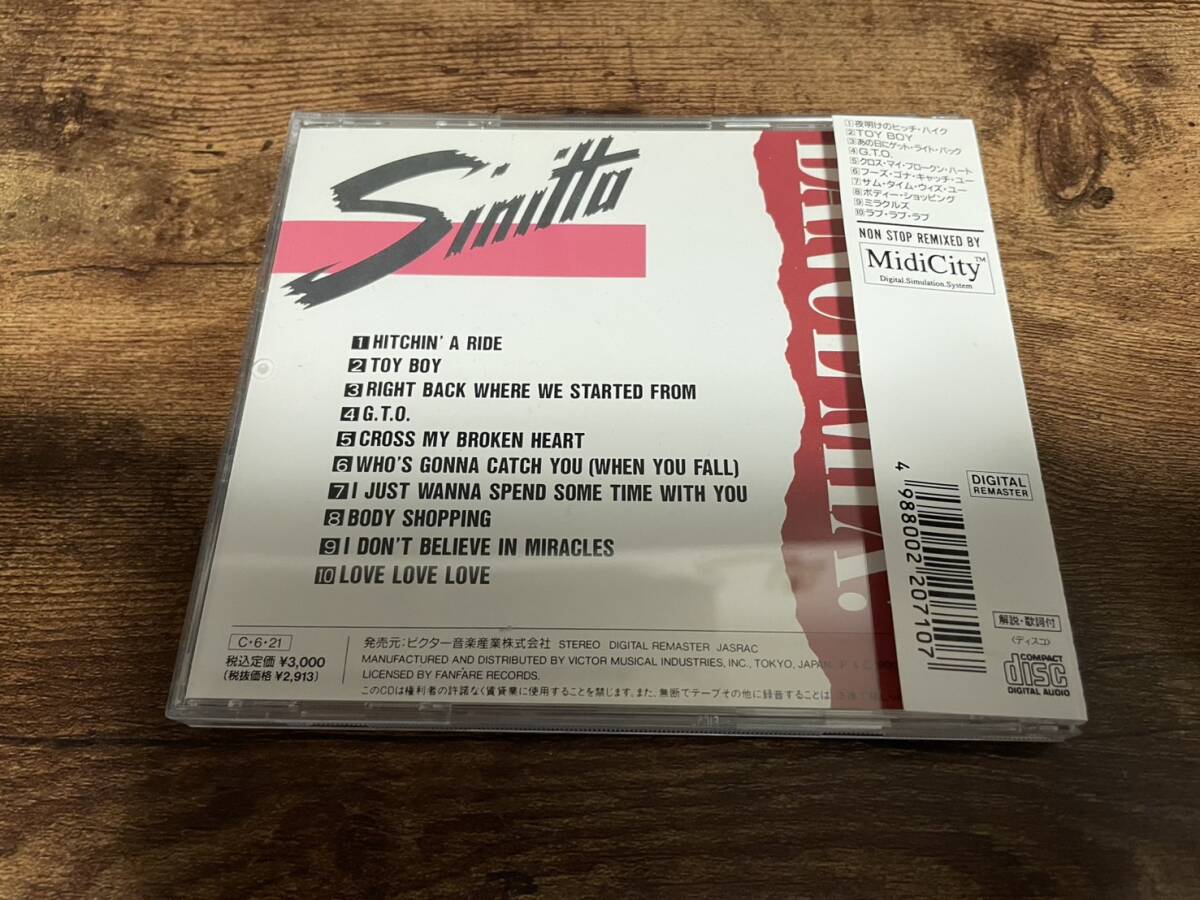 Sinitta
1 HITCHIN' A RIDE
2 TOY BOY
3 RIGHT BACK WHERE WE STARTED FROM
4 G.T.O.
5 CROSS MY BROKEN HEART
6 WHO'S GONNA CATCH YOU (WHEN YOU FALL)
7 I JUST WANNA SPEND SOME TIME WITH YOU
8 BODY SHOPPING
9 I DON'T BELIEVE IN MIRACLES
10 LOVE LOVE LOVE
C・6・21
税込定価 ¥3,000
(税抜価格 ¥2,913)
発売元:ビクター音楽産業株式会社 STEREO DIGITAL REMASTER JASRAC
MANUFACTURED AND DISTRIBUTED BY VICTOR MUSICAL INDUSTRIES, INC., TOKYO, JAPAN.
LICENSED BY FANFARE RECORDS.
このCDは権利者の許諾なく賃貸業に使用することを禁じます。また、無断でテープその他に録音することは
1 夜明けのヒッチ・ハイク
2 TOY BOY
3 あの日にゲット・ライト・バック
4 G.T.O.
5 クロス・マイ・ブロークン・ハート
6 フーズ・ゴナ・キャッチ・ユー
7 サム・タイム・ウィズ・ユー
8 ボディー・ショッピング
9 ミラクルズ
10 ラブ・ラブ・ラブ
NON STOP REMIXED BY
MidiCity™
Digital.Simulation.System
DIGITAL
REMASTER
4 988002 207107
解説・歌詞付
〈ディスコ〉
COMPACT
disc
DIGITAL AUDIO